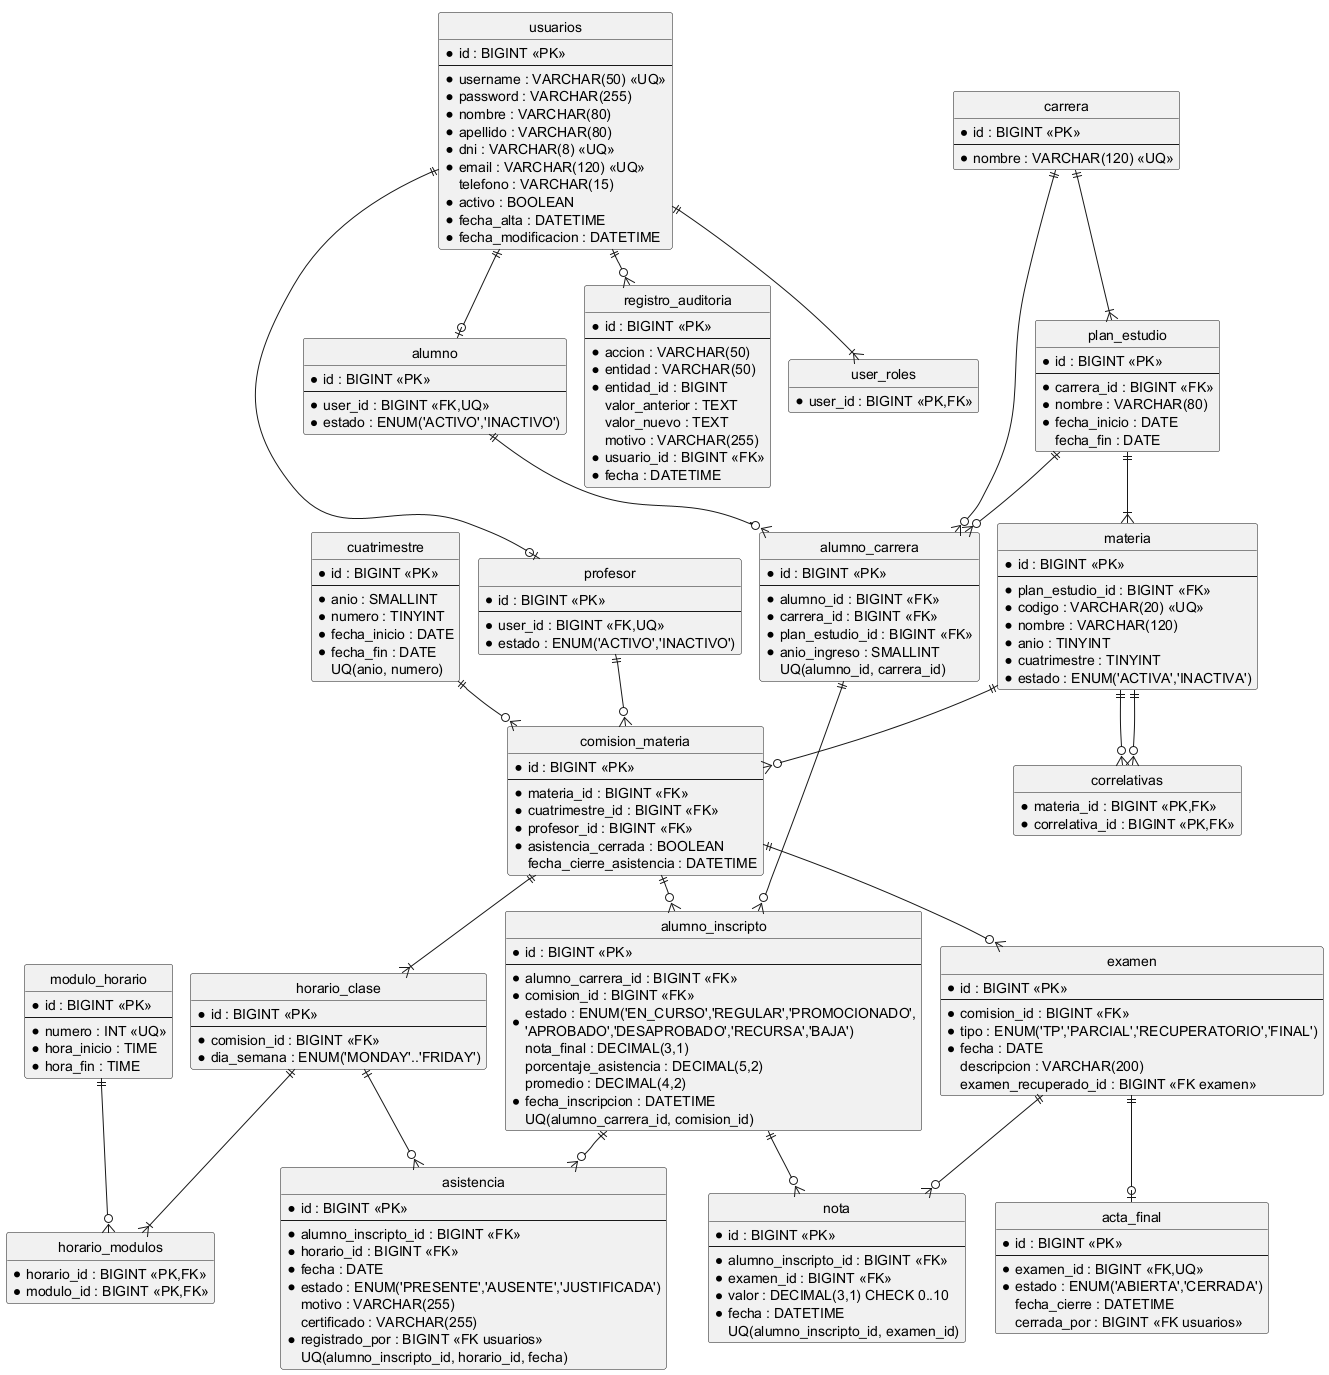 usuarios
* id : BIGINT «PK»
* username : VARCHAR(50) «UQ»
* password : VARCHAR(255)
* nombre : VARCHAR(80)
* apellido : VARCHAR(80)
* dni : VARCHAR(8) «UQ»
* email : VARCHAR(120) «UQ»
telefono : VARCHAR(15)
* activo : BOOLEAN
* fecha_alta : DATETIME
* fecha_modificacion : DATETIME
carrera
* id : BIGINT «PK»
* nombre : VARCHAR(120) «UQ»
alumno
* id : BIGINT «PK»
* user_id : BIGINT «FK,UQ»
* estado : ENUM('ACTIVO','INACTIVO')
registro_auditoria
* id : BIGINT «PK»
* accion : VARCHAR(50)
* entidad : VARCHAR(50)
* entidad_id : BIGINT
valor_anterior : TEXT
valor_nuevo : TEXT
motivo : VARCHAR(255)
* usuario_id : BIGINT «FK»
* fecha : DATETIME
user_roles
* user_id : BIGINT «PK,FK»
plan_estudio
* id : BIGINT «PK»
* carrera_id : BIGINT «FK»
* nombre : VARCHAR(80)
* fecha_inicio : DATE
fecha_fin : DATE
cuatrimestre
* id : BIGINT «PK»
* anio : SMALLINT
* numero : TINYINT
* fecha_inicio : DATE
* fecha_fin : DATE
UQ(anio, numero)
profesor
* id : BIGINT «PK»
* user_id : BIGINT «FK,UQ»
* estado : ENUM('ACTIVO','INACTIVO')
alumno_carrera
* id : BIGINT «PK»
* alumno_id : BIGINT «FK»
* carrera_id : BIGINT «FK»
* plan_estudio_id : BIGINT «FK»
* anio_ingreso : SMALLINT
UQ(alumno_id, carrera_id)
materia
* id : BIGINT «PK»
* plan_estudio_id : BIGINT «FK»
* codigo : VARCHAR(20) «UQ»
* nombre : VARCHAR(120)
* anio : TINYINT
* cuatrimestre : TINYINT
* estado : ENUM('ACTIVA','INACTIVA')
comision_materia
* id : BIGINT «PK»
* materia_id : BIGINT «FK»
* cuatrimestre_id : BIGINT «FK»
* profesor_id : BIGINT «FK»
* asistencia_cerrada : BOOLEAN
fecha_cierre_asistencia : DATETIME
correlativas
* materia_id : BIGINT «PK,FK»
* correlativa_id : BIGINT «PK,FK»
modulo_horario
* id : BIGINT «PK»
* numero : INT «UQ»
* hora_inicio : TIME
* hora_fin : TIME
horario_clase
* id : BIGINT «PK»
* comision_id : BIGINT «FK»
* dia_semana : ENUM('MONDAY'..'FRIDAY')
alumno_inscripto
* id : BIGINT «PK»
* alumno_carrera_id : BIGINT «FK»
* comision_id : BIGINT «FK»
* estado : ENUM('EN_CURSO','REGULAR','PROMOCIONADO',
'APROBADO','DESAPROBADO','RECURSA','BAJA')
nota_final : DECIMAL(3,1)
porcentaje_asistencia : DECIMAL(5,2)
promedio : DECIMAL(4,2)
* fecha_inscripcion : DATETIME
UQ(alumno_carrera_id, comision_id)
examen
* id : BIGINT «PK»
* comision_id : BIGINT «FK»
* tipo : ENUM('TP','PARCIAL','RECUPERATORIO','FINAL')
* fecha : DATE
descripcion : VARCHAR(200)
examen_recuperado_id : BIGINT «FK examen»
horario_modulos
* horario_id : BIGINT «PK,FK»
* modulo_id : BIGINT «PK,FK»
asistencia
* id : BIGINT «PK»
* alumno_inscripto_id : BIGINT «FK»
* horario_id : BIGINT «FK»
* fecha : DATE
* estado : ENUM('PRESENTE','AUSENTE','JUSTIFICADA')
motivo : VARCHAR(255)
certificado : VARCHAR(255)
* registrado_por : BIGINT «FK usuarios»
UQ(alumno_inscripto_id, horario_id, fecha)
nota
* id : BIGINT «PK»
* alumno_inscripto_id : BIGINT «FK»
* examen_id : BIGINT «FK»
* valor : DECIMAL(3,1) CHECK 0..10
* fecha : DATETIME
UQ(alumno_inscripto_id, examen_id)
acta_final
* id : BIGINT «PK»
* examen_id : BIGINT «FK,UQ»
* estado : ENUM('ABIERTA','CERRADA')
fecha_cierre : DATETIME
cerrada_por : BIGINT «FK usuarios»